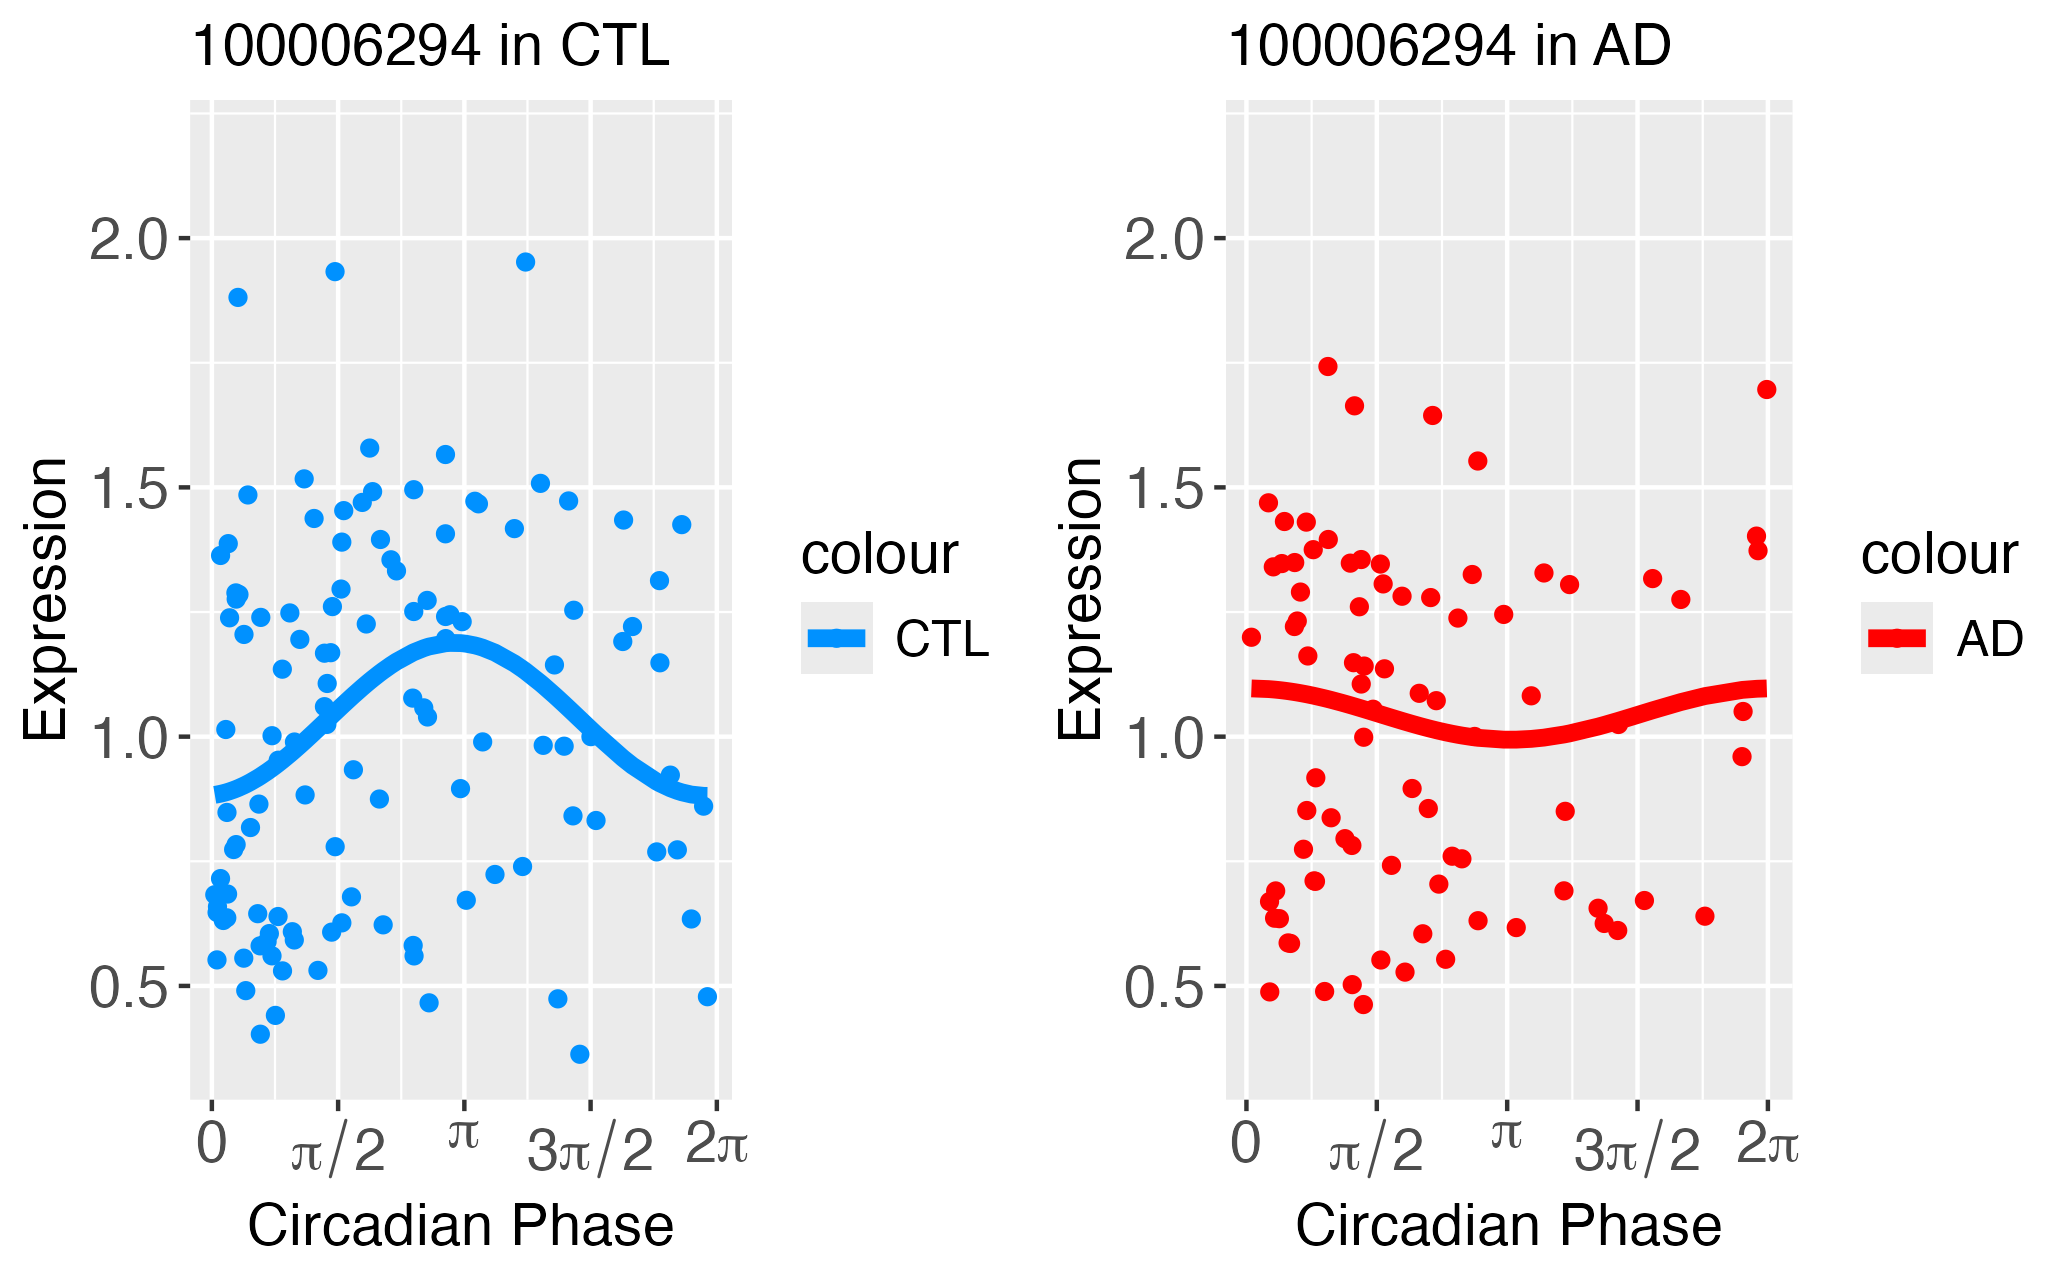 100006294 in CTL
Expression
2.0
1.5
1.0
0.5
0
π/2
π
3π/2
2π
Circadian Phase
colour
CTL
100006294 in AD
Expression
2.0
1.5
1.0
0.5
0
π/2
π
3π/2
2π
Circadian Phase
colour
AD